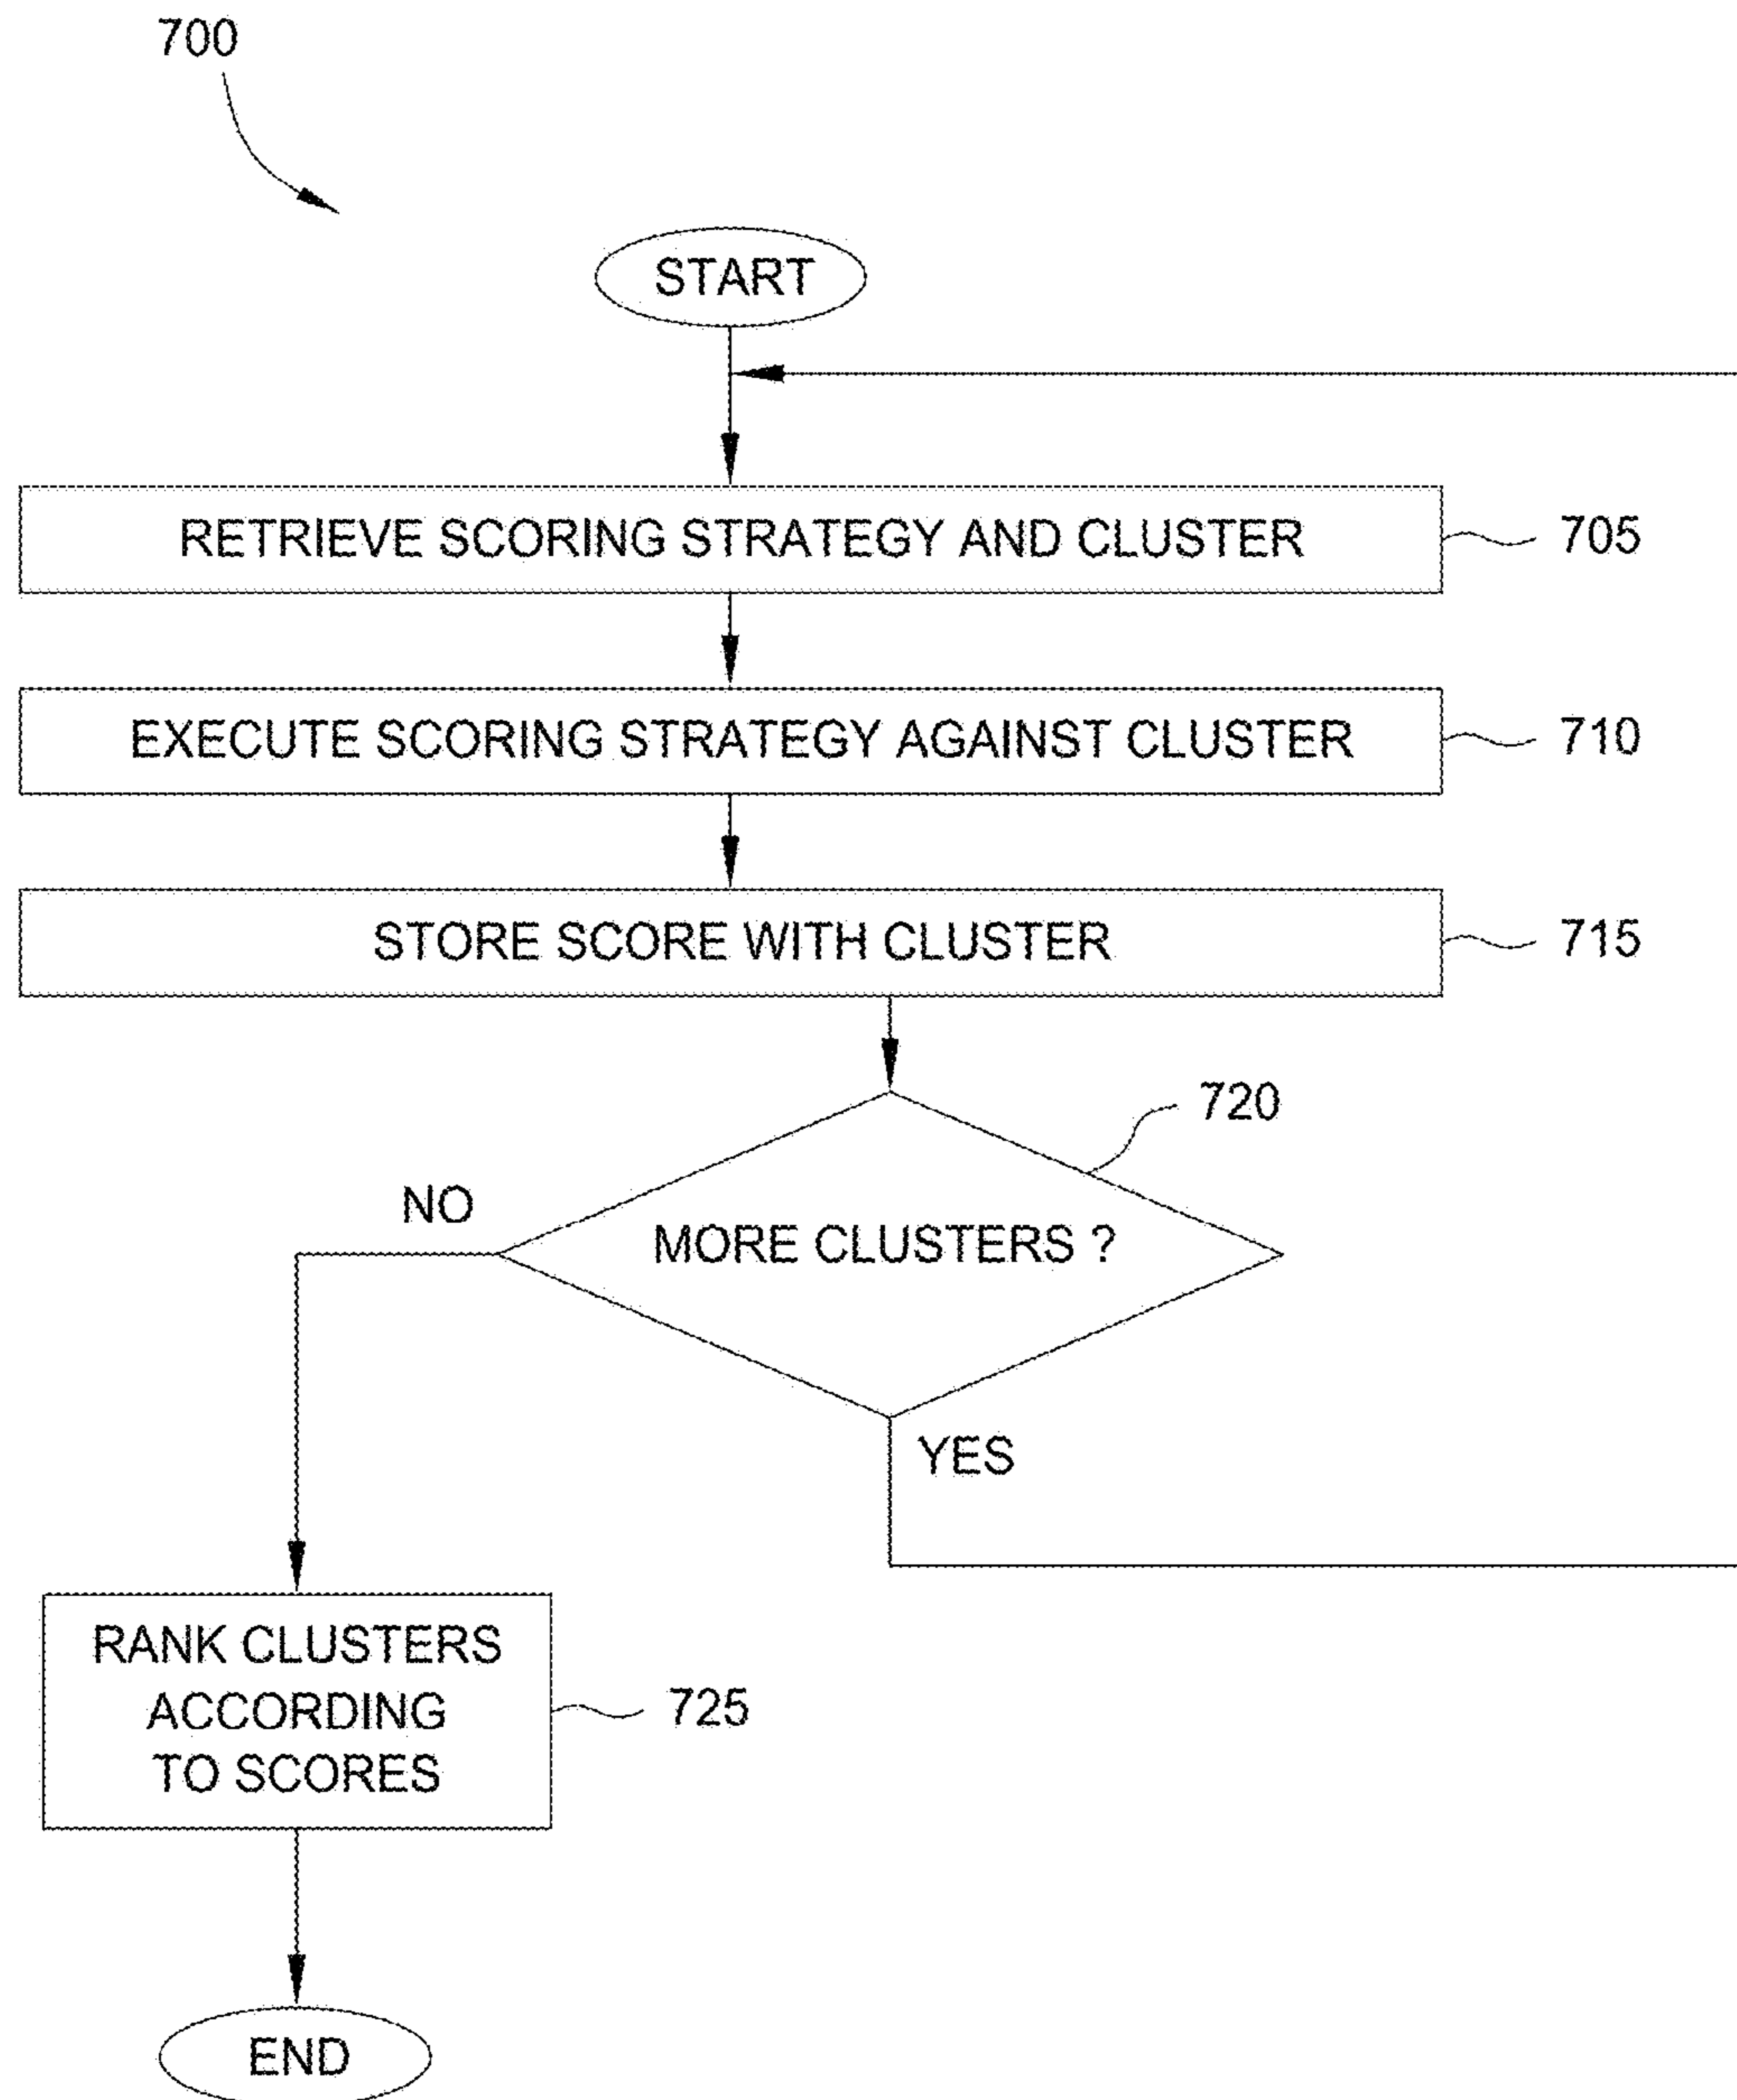 700
START
RETRIEVE SCORING STRATEGY AND CLUSTER
705
EXECUTE SCORING STRATEGY AGAINST CLUSTER
710
STORE SCORE WITH CLUSTER
715
720
NO
MORE CLUSTERS ?
YES
RANK CLUSTERS
ACCORDING
TO SCORES
725
END